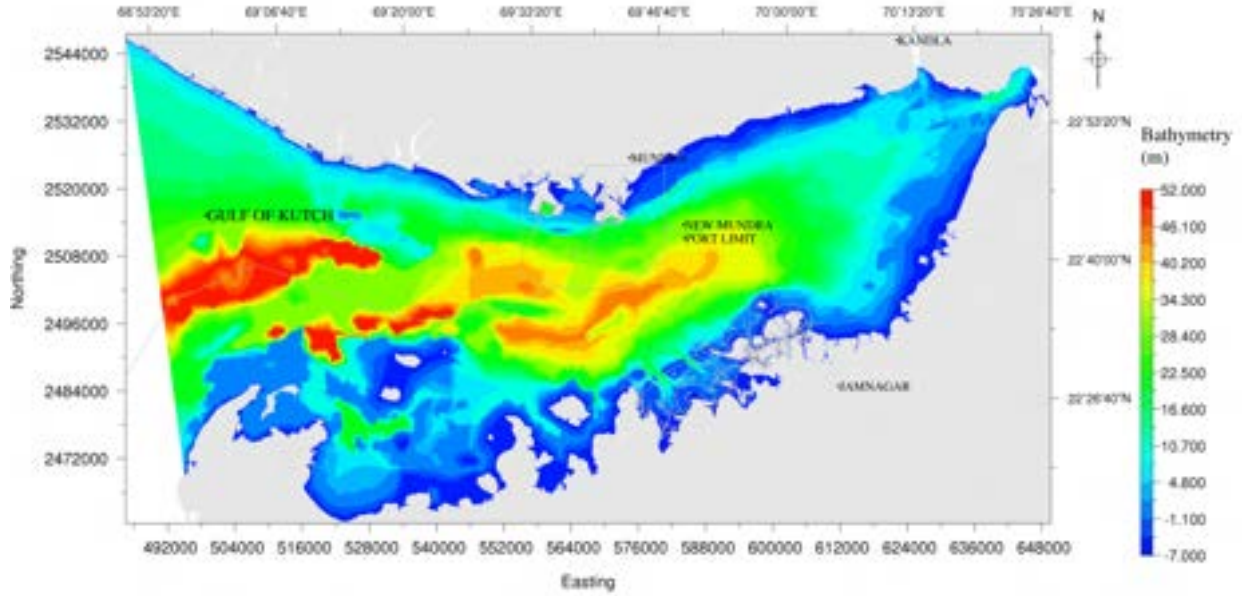 68°53'20"E 69°06'40"E 69°20'00"E 69°33'20"E 69°46'40"E 70°00'00"E 70°13'20"E 70°26'40"E
N
KANDLA
2544000
2532000
2520000
2508000
2496000
2484000
2472000
Northing
MUNDRA
GULF OF KUTCH
NEW MUNDRA
PORT LIMIT
JAMNAGAR
22°53'20"N
22°40'00"N
22°26'40"N
Bathymetry
(m)
52.000
46.100
40.200
34.300
28.400
22.500
16.600
10.700
4.800
-1.100
-7.000
492000 504000 516000 528000 540000 552000 564000 576000 588000 600000 612000 624000 636000 648000
Easting